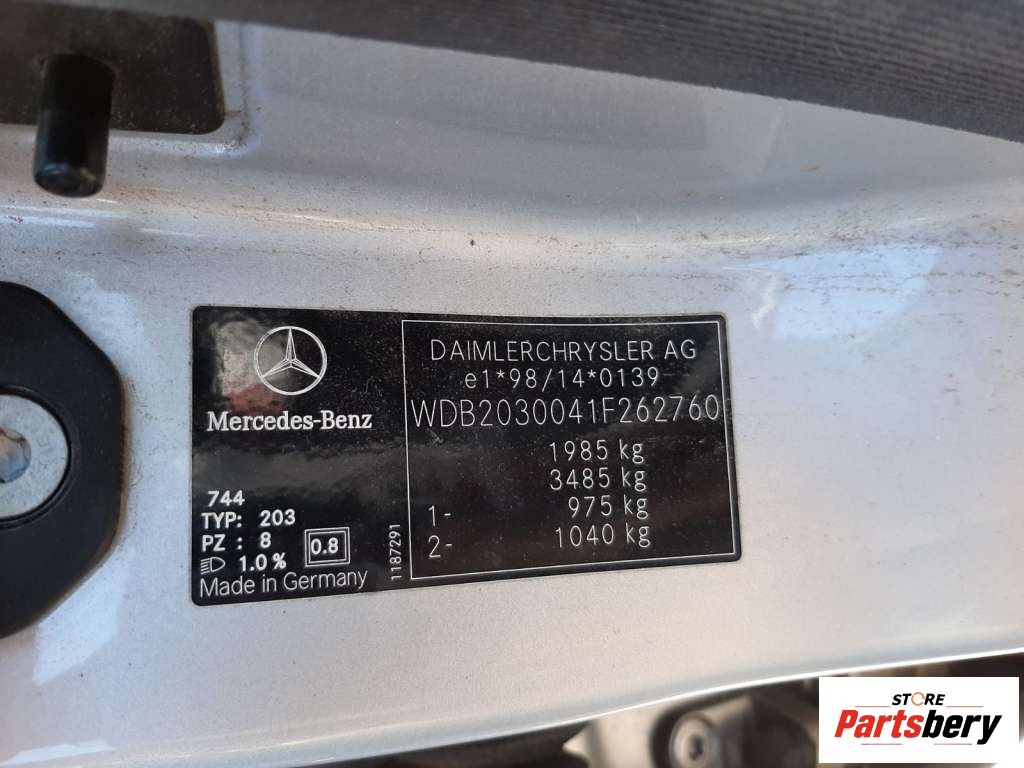 Mercedes-Benz
744
TYP: 203
PZ : 8
1.0 %
0.8
Made in Germany
1187291
DAIMLERCHRYSLER AG
e1*98/14*0139
WDB2030041F262760
1985 kg
3485 kg
1- 975 kg
2- 1040 kg
STORE
Partsbery